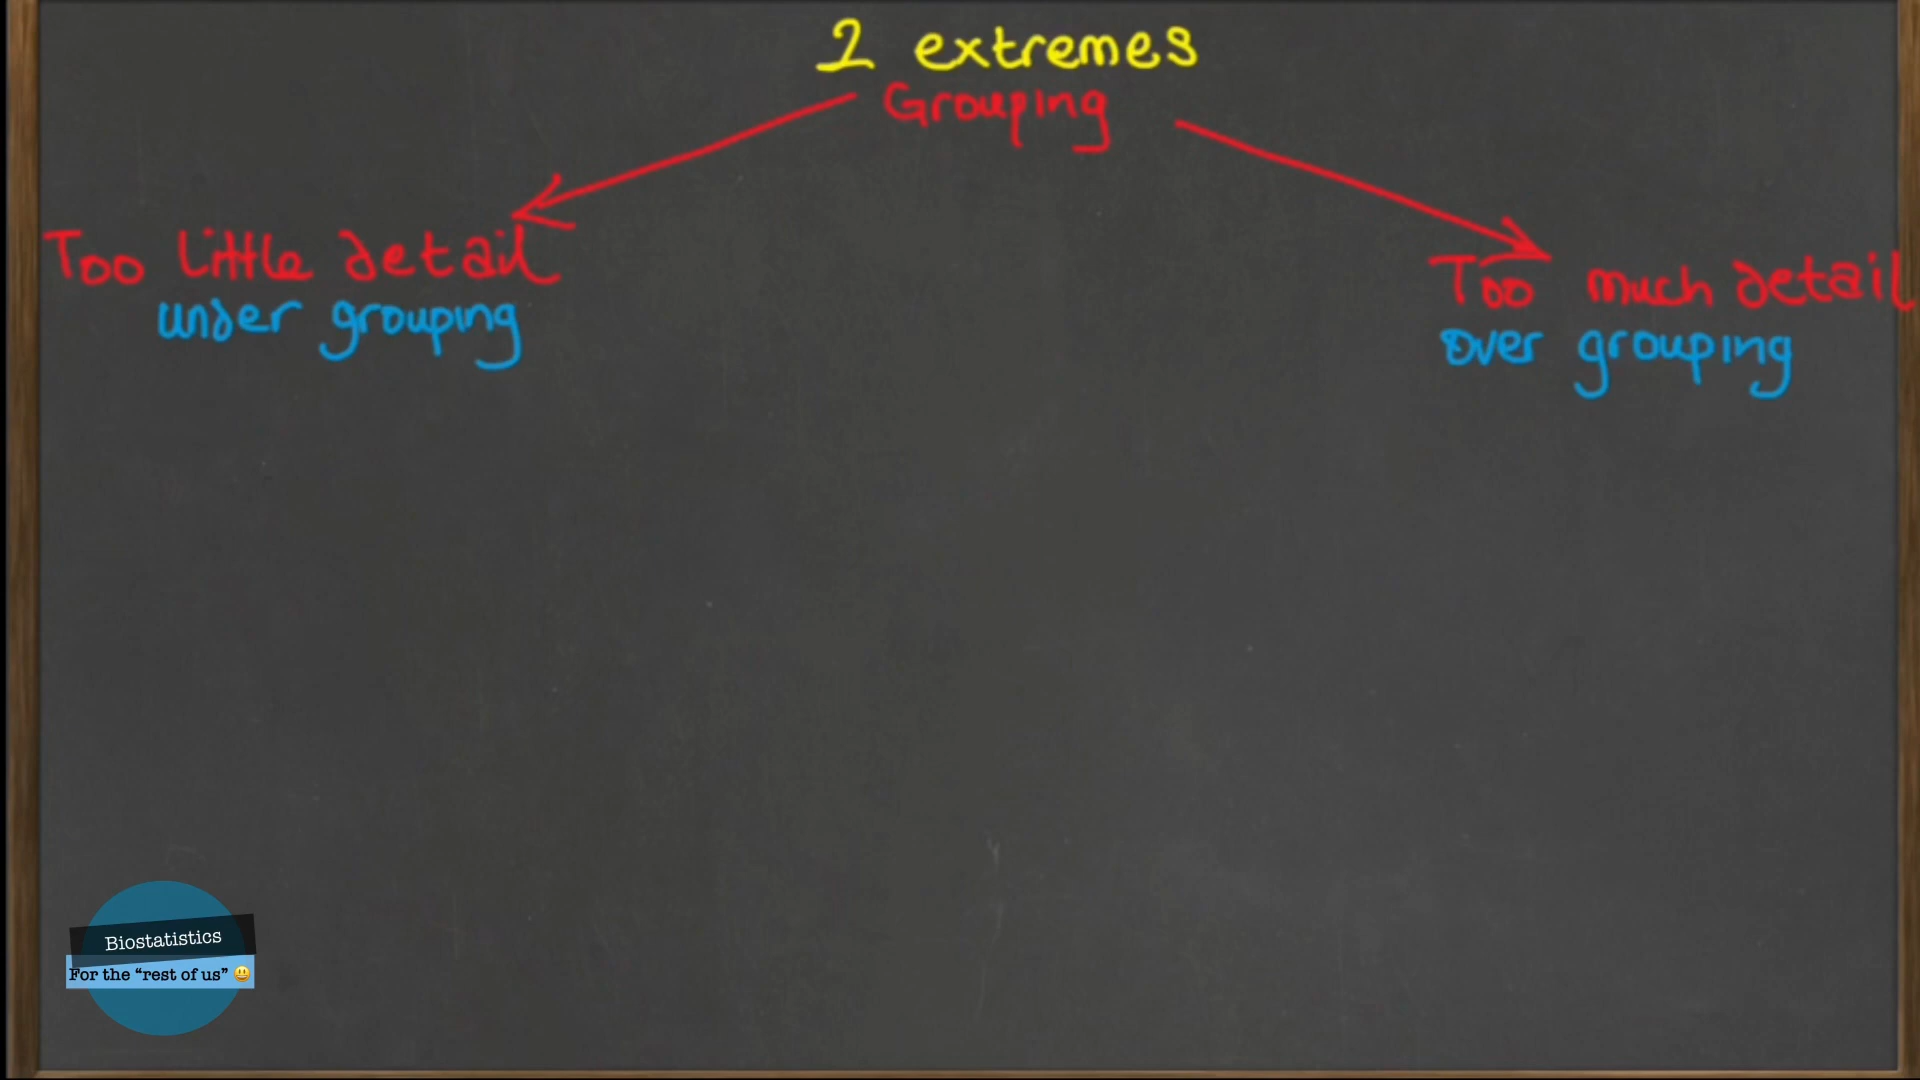 2 extremes
Grouping
Too little detail
under grouping
Too much detail
over grouping
Biostatistics
For the “rest of us” 😃